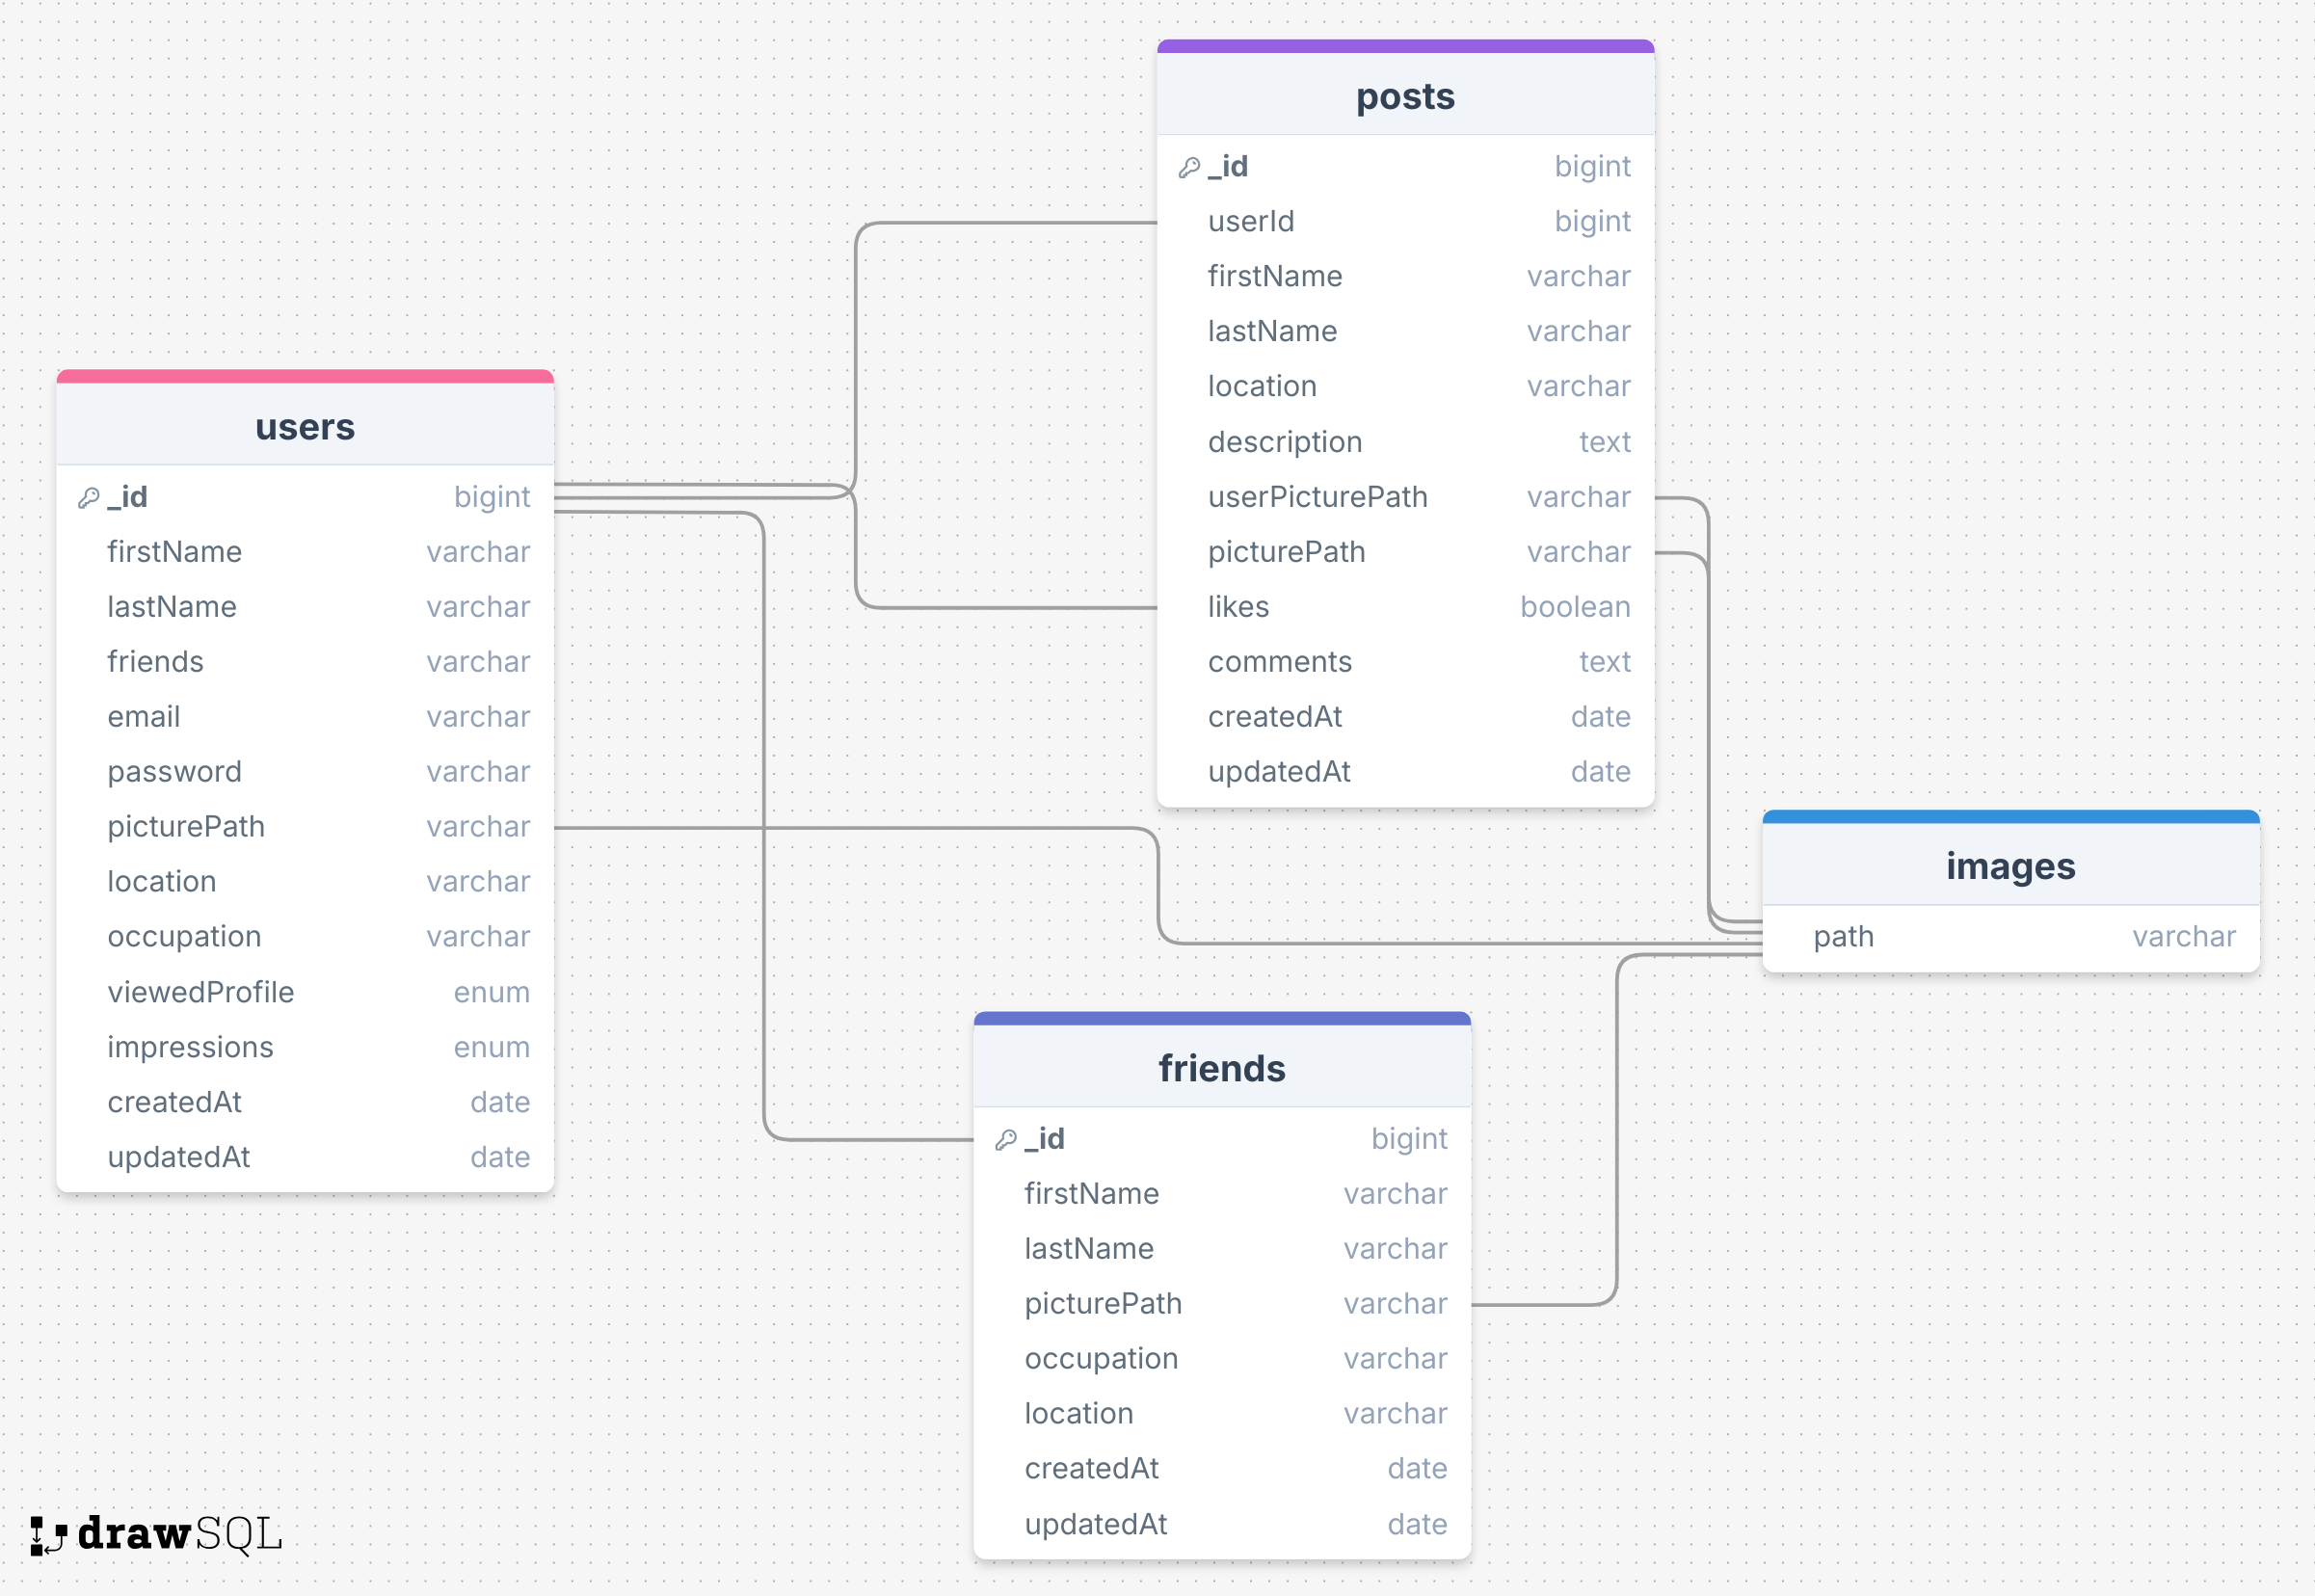 users
_id bigint
firstName varchar
lastName varchar
friends varchar
email varchar
password varchar
picturePath varchar
location varchar
occupation varchar
viewedProfile enum
impressions enum
createdAt date
updatedAt date
posts
_id bigint
userId bigint
firstName varchar
lastName varchar
location varchar
description text
userPicturePath varchar
picturePath varchar
likes boolean
comments text
createdAt date
updatedAt date
images
path varchar
friends
_id bigint
firstName varchar
lastName varchar
picturePath varchar
occupation varchar
location varchar
createdAt date
updatedAt date
drawSQL